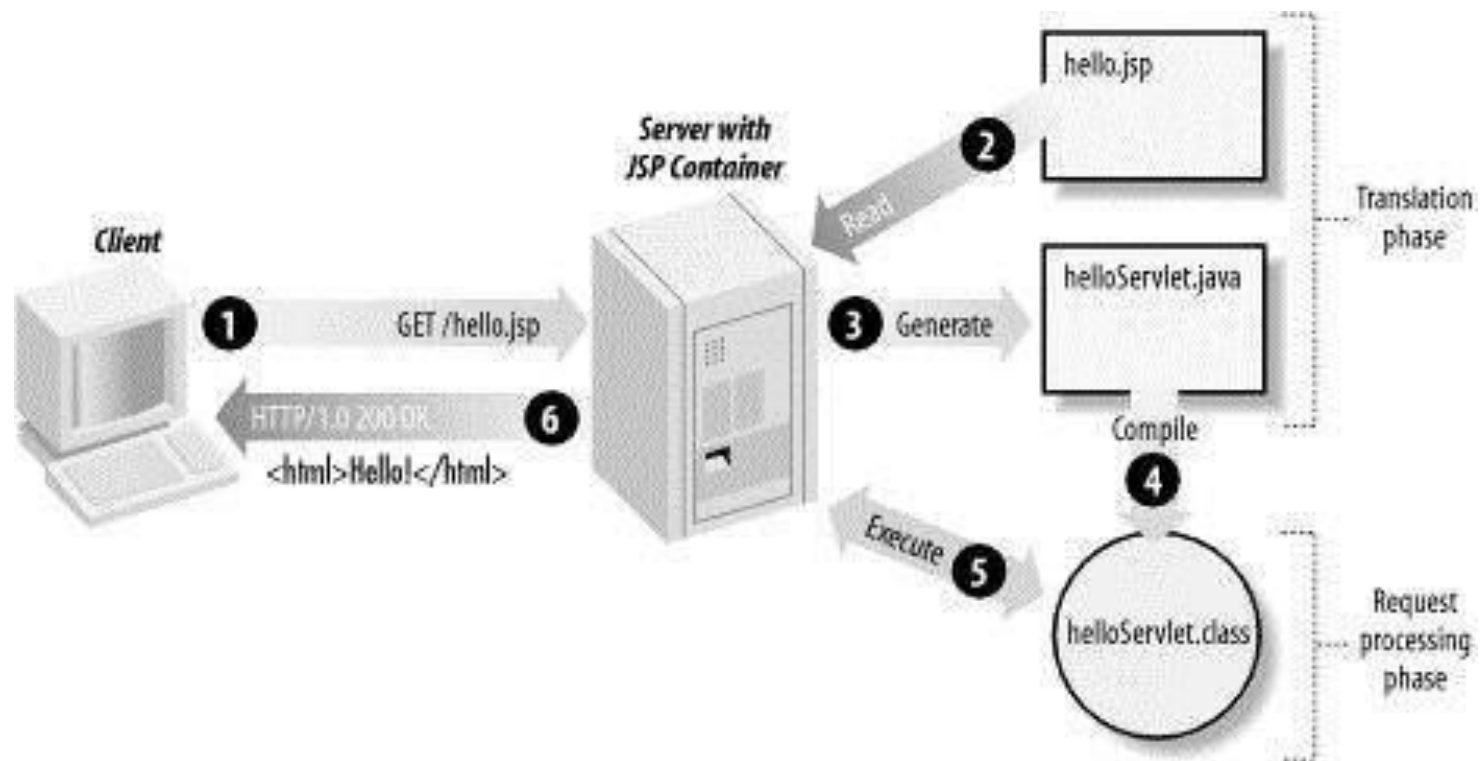 hello.jsp
Server with
JSP Container
2
Read
Translation
phase
Client
helloServlet.java
1
GET /hello.jsp
3
Generate
HTTP/1.0 200 OK
6
<html>Hello!</html>
Compile
4
Execute
5
helloServlet.class
Request
processing
phase